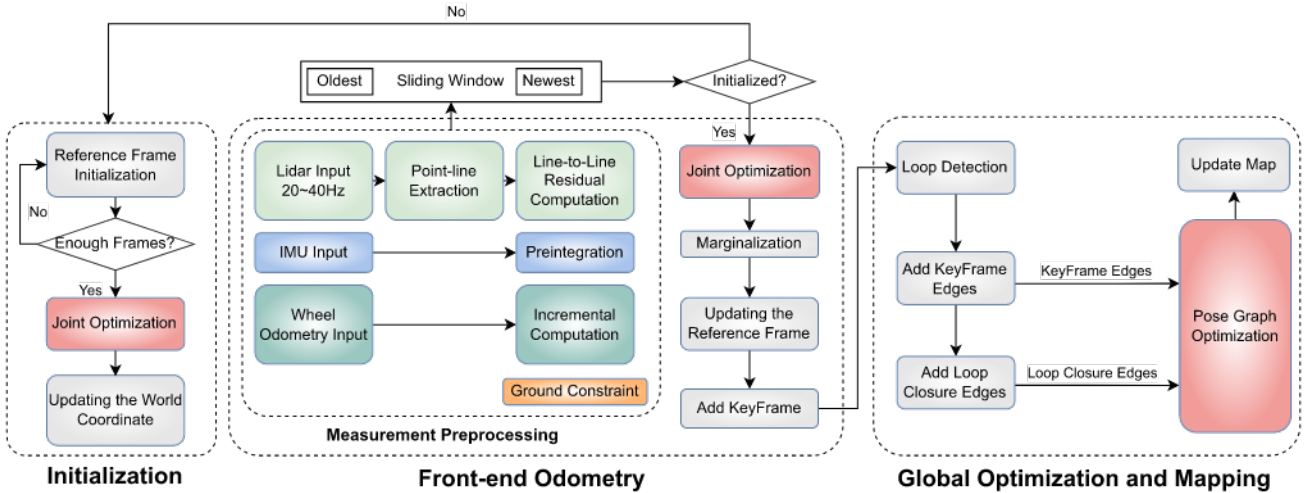 No
Oldest
Sliding Window
Newest
Initialized?
Yes
Reference Frame
Initialization
No
Enough Frames?
Yes
Joint Optimization
Updating the World
Coordinate
Initialization
Lidar Input
20~40Hz
Point-line
Extraction
Line-to-Line
Residual
Computation
IMU Input
Preintegration
Wheel
Odometry Input
Incremental
Computation
Ground Constraint
Measurement Preprocessing
Joint Optimization
Marginalization
Updating the
Reference Frame
Add KeyFrame
Front-end Odometry
Loop Detection
Add KeyFrame
Edges
Add Loop
Closure Edges
KeyFrame Edges
Loop Closure Edges
Update Map
Pose Graph
Optimization
Global Optimization and Mapping